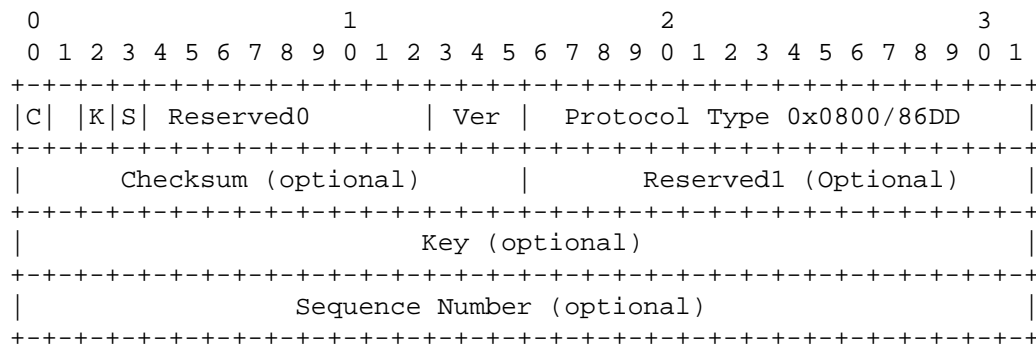 0                   1                   2                   3
 0 1 2 3 4 5 6 7 8 9 0 1 2 3 4 5 6 7 8 9 0 1 2 3 4 5 6 7 8 9 0 1
+-+-+-+-+-+-+-+-+-+-+-+-+-+-+-+-+-+-+-+-+-+-+-+-+-+-+-+-+-+-+-+-+
|C| |K|S| Reserved0       | Ver |  Protocol Type 0x0800/86DD    |
+-+-+-+-+-+-+-+-+-+-+-+-+-+-+-+-+-+-+-+-+-+-+-+-+-+-+-+-+-+-+-+-+
|      Checksum (optional)      |       Reserved1 (Optional)    |
+-+-+-+-+-+-+-+-+-+-+-+-+-+-+-+-+-+-+-+-+-+-+-+-+-+-+-+-+-+-+-+-+
|                         Key (optional)                        |
+-+-+-+-+-+-+-+-+-+-+-+-+-+-+-+-+-+-+-+-+-+-+-+-+-+-+-+-+-+-+-+-+
|                 Sequence Number (optional)                    |
+-+-+-+-+-+-+-+-+-+-+-+-+-+-+-+-+-+-+-+-+-+-+-+-+-+-+-+-+-+-+-+-+